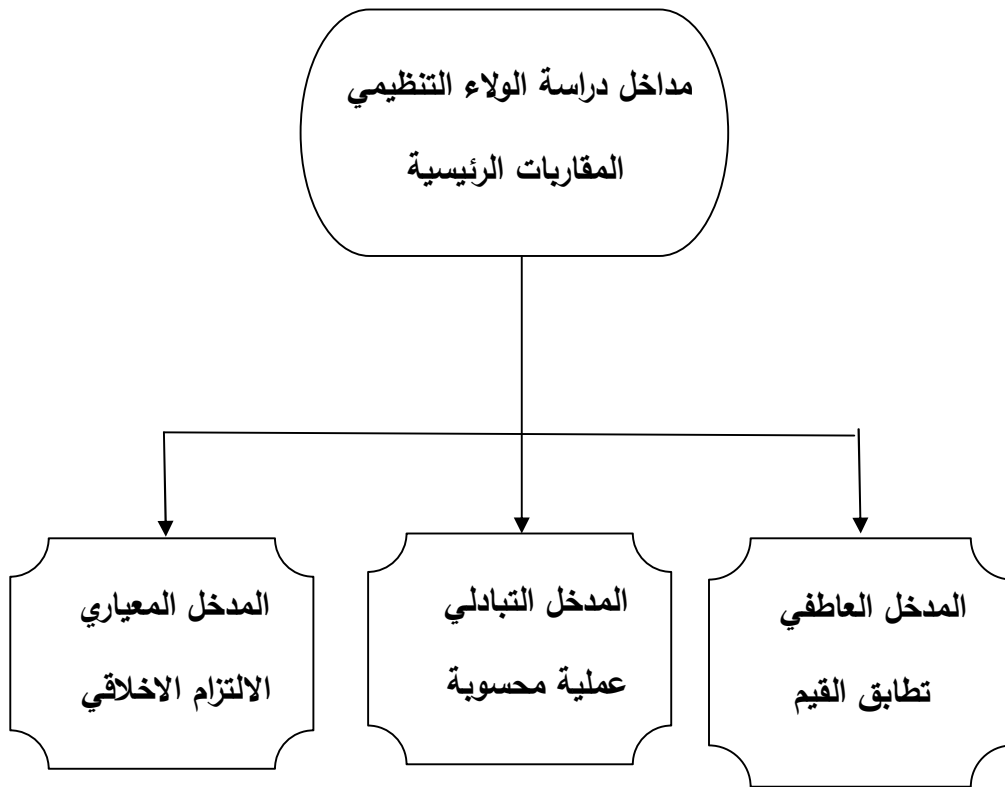 مداخل دراسة الولاء التنظيمي
المقاربات الرئيسية
المدخل العاطفي
تطابق القيم
المدخل التبادلي
عملية محسوبة
المدخل المعياري
الالتزام الاخلاقي